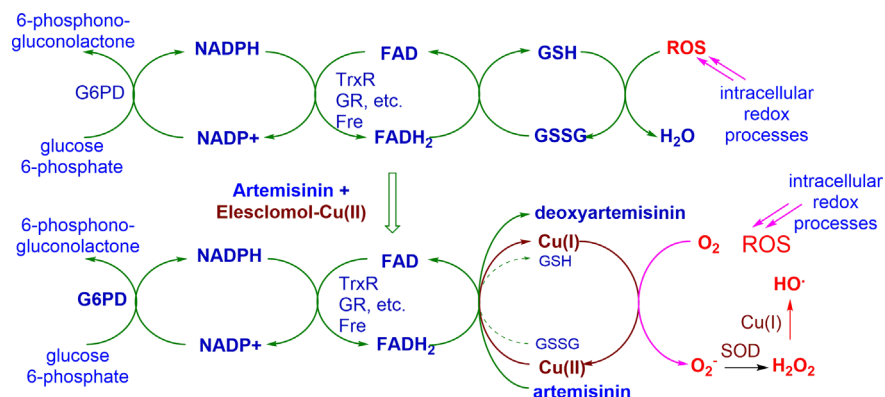 6-phosphono-
gluconolactone
NADPH
FAD
GSH
ROS
G6PD
TrxR
GR, etc.
Fre
intracellular
redox
processes
glucose
6-phosphate
NADP+
FADH₂
GSSG
H₂O
Artemisinin +
Elesclomol-Cu(II)
intracellular
redox
processes
6-phosphono-
gluconolactone
deoxyartemisinin
NADPH
FAD
Cu(I)
GSH
O₂
ROS
G6PD
TrxR
GR, etc.
Fre
HO·
Cu(I)
glucose
6-phosphate
NADP+
FADH₂
GSSG
Cu(II)
artemisinin
O₂⁻
SOD
H₂O₂